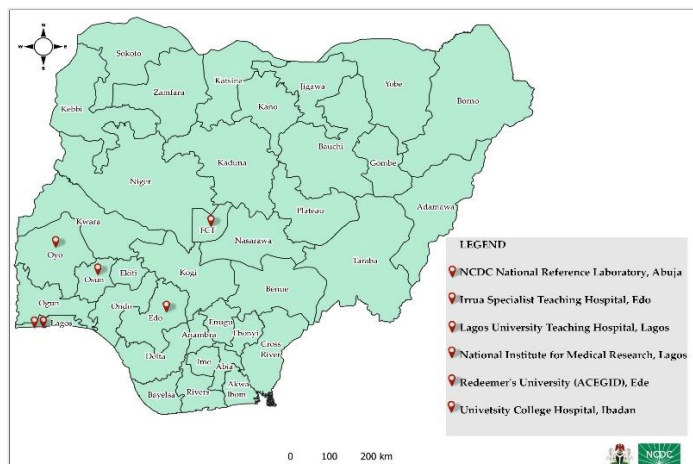 N
W E
S
Sokoto
Katsina
Jigawa
Yobe
Borno
Zamfara
Kano
Kebbi
Bauchi
Gombe
Kaduna
Niger
Adamawa
Plateau
Kwara
FCT
Nasarawa
Taraba
Oyo
Osun
Ekiti
Kogi
Benue
Ogun
Ondo
Edo
Enugu
Lagos
Anambra
Ebonyi
Cross
River
Delta
Imo
Abia
Akwa
Ibom
Bayelsa
Rivers
LEGEND
NCDC National Reference Laboratory, Abuja
Irrua Specialist Teaching Hospital, Edo
Lagos University Teaching Hospital, Lagos
National Institute for Medical Research, Lagos
Redeemer's University (ACEGID), Ede
Univetsity College Hospital, Ibadan
0 100 200 km
NCDC